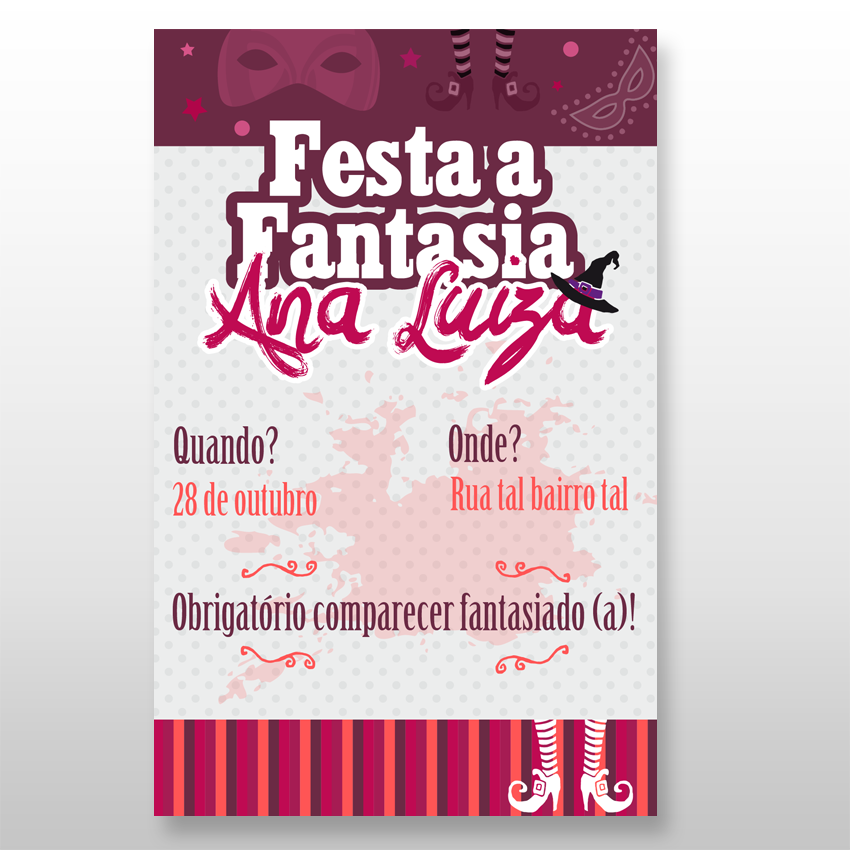 Festa a
Fantasia
Ana Luiza
Quando?
28 de outubro
Onde?
Rua tal bairro tal
Obrigatório comparecer fantasiado (a)!